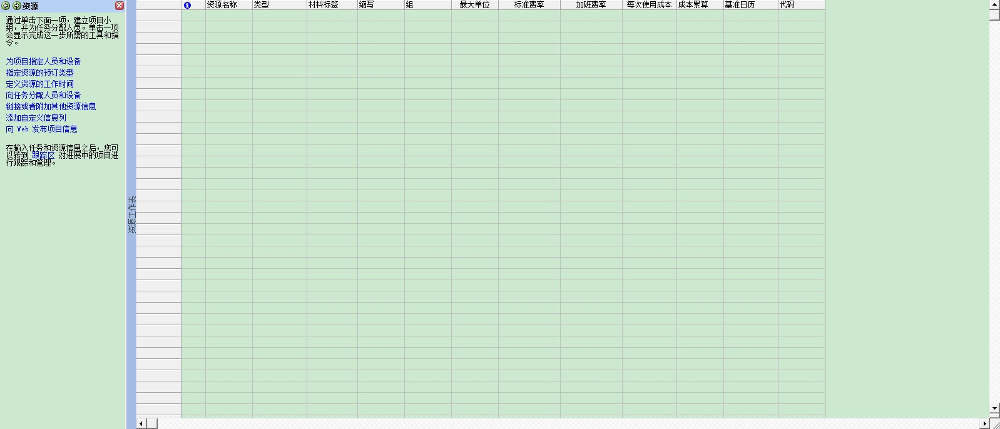 资源
通过单击下面一项，建立项目小
组，并为任务分配人员。单击一项
会显示完成这一步所需的工具和指
令。
为项目指定人员和设备
指定资源的预订类型
定义资源的工作时间
向任务分配人员和设备
链接或者附加其他资源信息
添加自定义信息列
向 Web 发布项目信息
在输入任务和资源信息之后，您可
以转到 跟踪区 对进展中的项目进
行跟踪和管理。
资源工作表
资源名称 类型 材料标签 缩写 组 最大单位 标准费率 加班费率 每次使用成本 成本累算 基准日历 代码